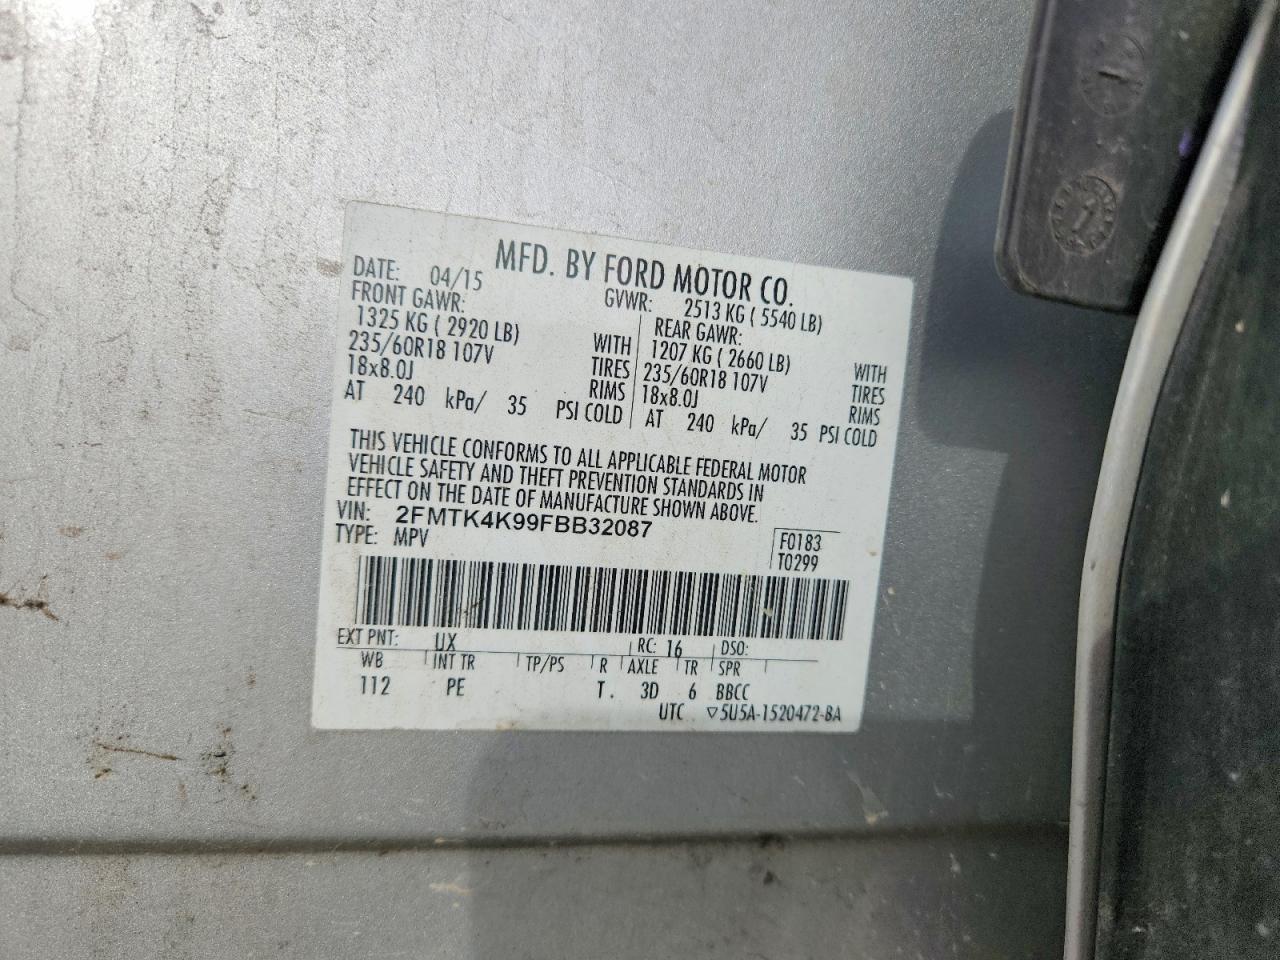 MFD. BY FORD MOTOR CO.
DATE: 04/15
GVWR: 2513 KG ( 5540 LB)
FRONT GAWR:
1325 KG ( 2920 LB)
235/60R18 107V
18x8.0J
AT 240 kPa/ 35 PSI COLD
WITH
TIRES
RIMS
REAR GAWR:
1207 KG ( 2660 LB)
235/60R18 107V
18x8.0J
AT 240 kPa/ 35 PSI COLD
WITH
TIRES
RIMS
THIS VEHICLE CONFORMS TO ALL APPLICABLE FEDERAL MOTOR
VEHICLE SAFETY AND THEFT PREVENTION STANDARDS IN
EFFECT ON THE DATE OF MANUFACTURE SHOWN ABOVE.
VIN: 2FMTK4K99FBB32087
TYPE: MPV
F0183
T0299
EXT PNT: UX RC: 16 DSO:
WB INT TR TP/PS R AXLE TR SPR
112 PE T. 3D 6 BBCC
UTC ▽5U5A-1520472-BA